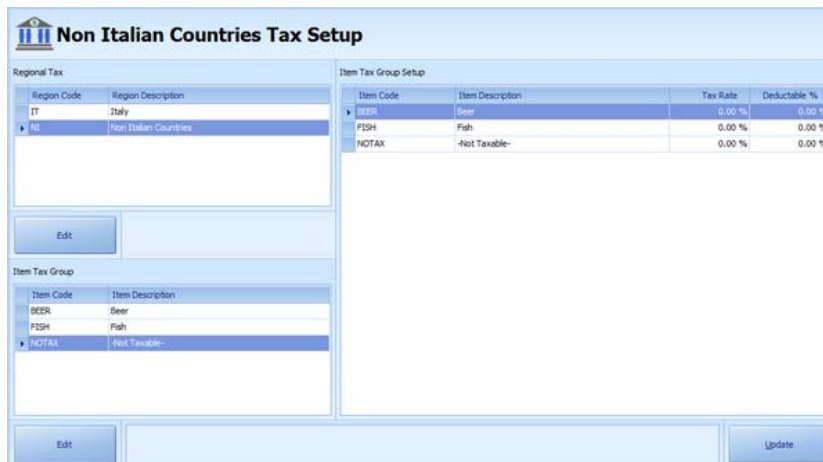 Non Italian Countries Tax Setup
Regional Tax
Region Code Region Description
IT Italy
NI Non Italian Countries
Edit
Item Tax Group
Item Code Item Description
BEER Beer
FISH Fish
NOTAX -Not Taxable-
Edit
Item Tax Group Setup
Item Code Item Description Tax Rate Deductable %
BEER Beer 0.00 % 0.00 %
FISH Fish 0.00 % 0.00 %
NOTAX -Not Taxable- 0.00 % 0.00 %
Update